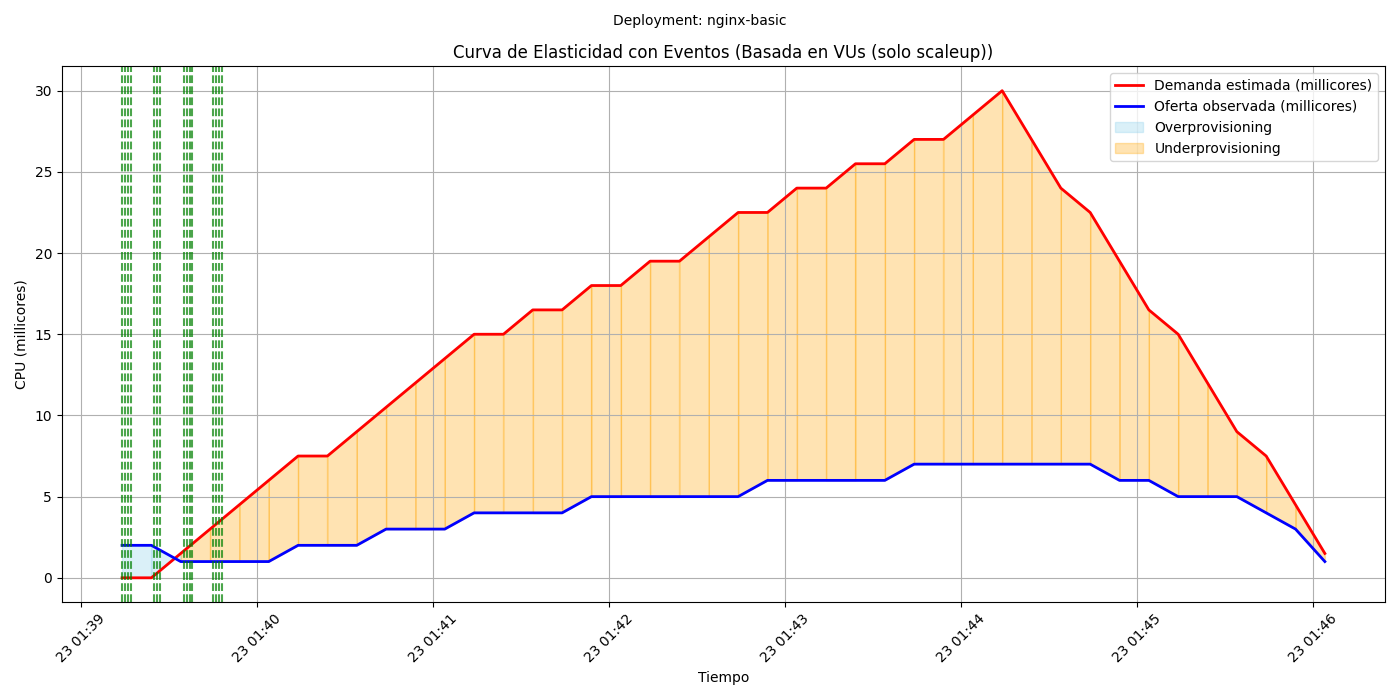 Deployment: nginx-basic
Curva de Elasticidad con Eventos (Basada en VUs (solo scaleup))
Demanda estimada (millicores)
Oferta observada (millicores)
Overprovisioning
Underprovisioning
CPU (millicores)
30
25
20
15
10
5
0
23 01:39
23 01:40
23 01:41
23 01:42
23 01:43
23 01:44
23 01:45
23 01:46
Tiempo